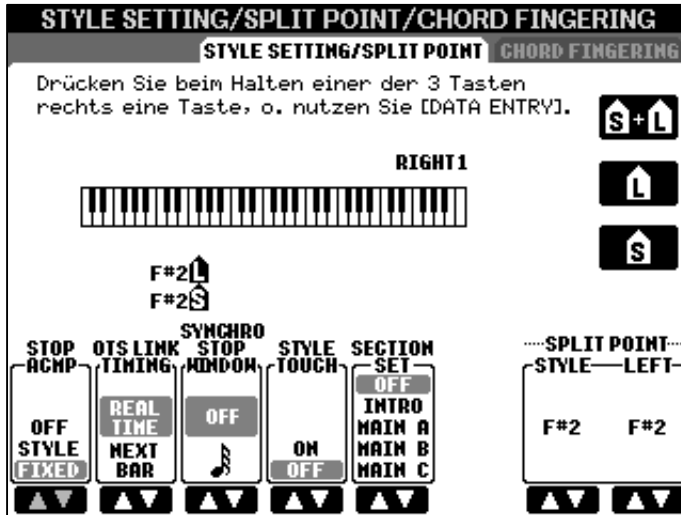 STYLE SETTING/SPLIT POINT/CHORD FINGERING
STYLE SETTING/SPLIT POINT CHORD FINGERING
Drücken Sie beim Halten einer der 3 Tasten
rechts eine Taste, o. nutzen Sie [DATA ENTRY].
S+L
RIGHT1
L
S
F#2 L
F#2 S
STOP ACMP
OFF
STYLE
FIXED
OTS LINK TIMING
REAL TIME
NEXT BAR
SYNCHRO STOP WINDOW
OFF
STYLE TOUCH
ON
OFF
SECTION SET
OFF
INTRO
MAIN A
MAIN B
MAIN C
SPLIT POINT
STYLE LEFT
F#2 F#2